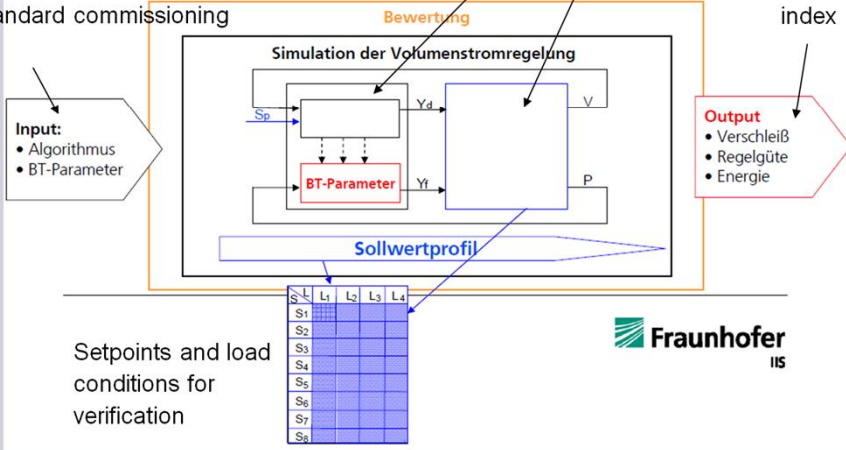 commissioning
index
Bewertung
Simulation der Volumenstromregelung
Input:
• Algorithmus
• BT-Parameter
Sp
Yd
V
BT-Parameter
Yf
P
Output
• Verschleiß
• Regelgüte
• Energie
Sollwertprofil
S L L1 L2 L3 L4
S1
S2
S3
S4
S5
S6
S7
S8
Setpoints and load
conditions for
verification
Fraunhofer
IIS